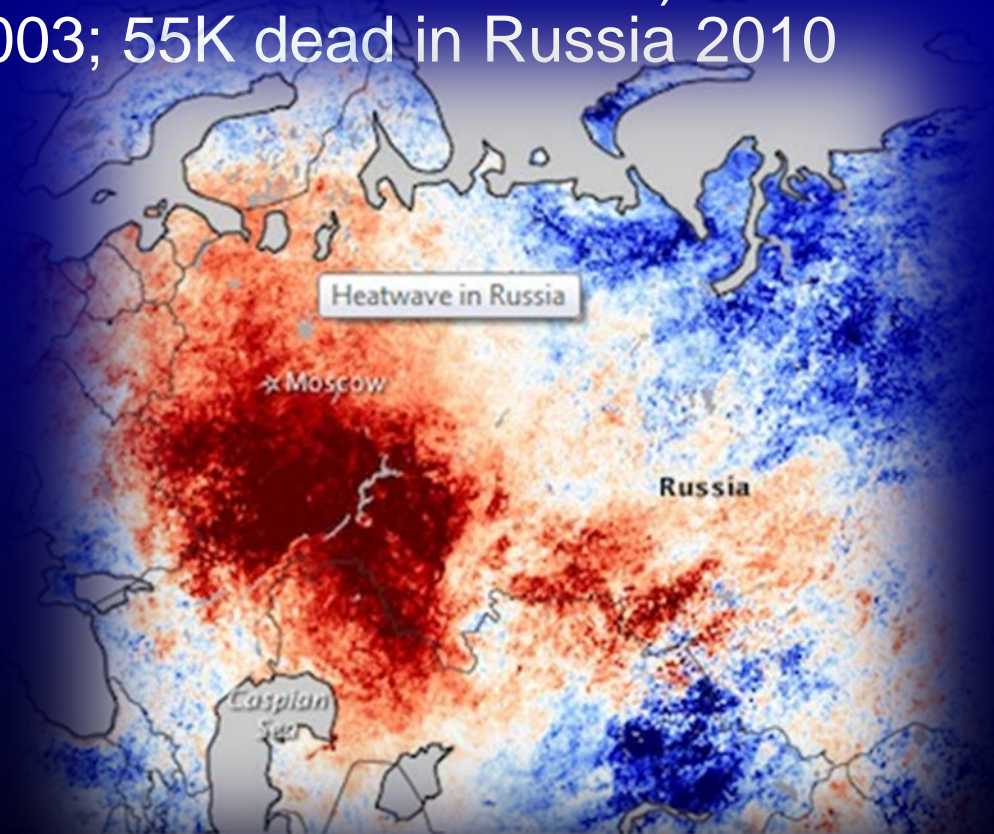 003; 55K dead in Russia 2010
Heatwave in Russia
Moscow
Russia
Caspian
Sea